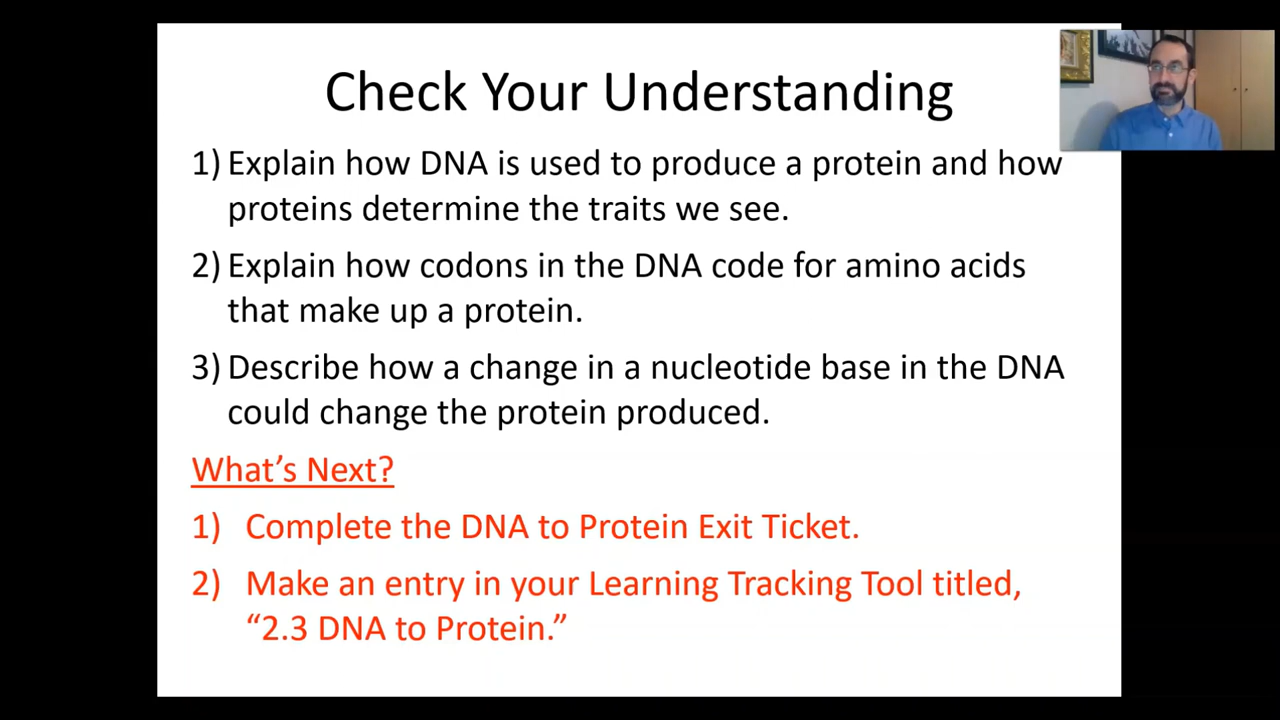 Check Your Understanding
1) Explain how DNA is used to produce a protein and how
proteins determine the traits we see.
2) Explain how codons in the DNA code for amino acids
that make up a protein.
3) Describe how a change in a nucleotide base in the DNA
could change the protein produced.
What’s Next?
1) Complete the DNA to Protein Exit Ticket.
2) Make an entry in your Learning Tracking Tool titled,
“2.3 DNA to Protein.”